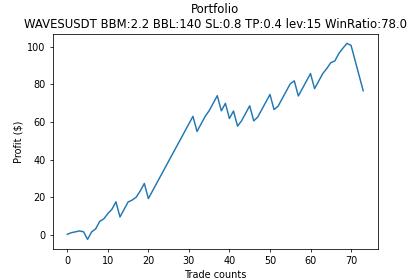 Portfolio
WAVESUSDT BBM:2.2 BBL:140 SL:0.8 TP:0.4 lev:15 WinRatio:78.0
100
80
60
40
20
0
Profit ($)
0 10 20 30 40 50 60 70
Trade counts